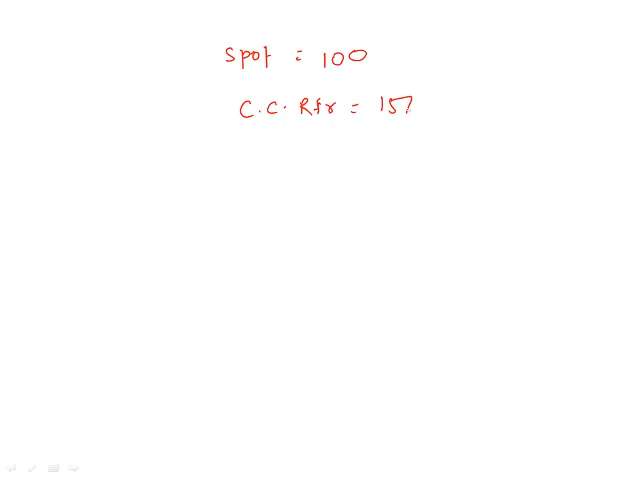 Spot = 100
C.C. Rfr = 15%